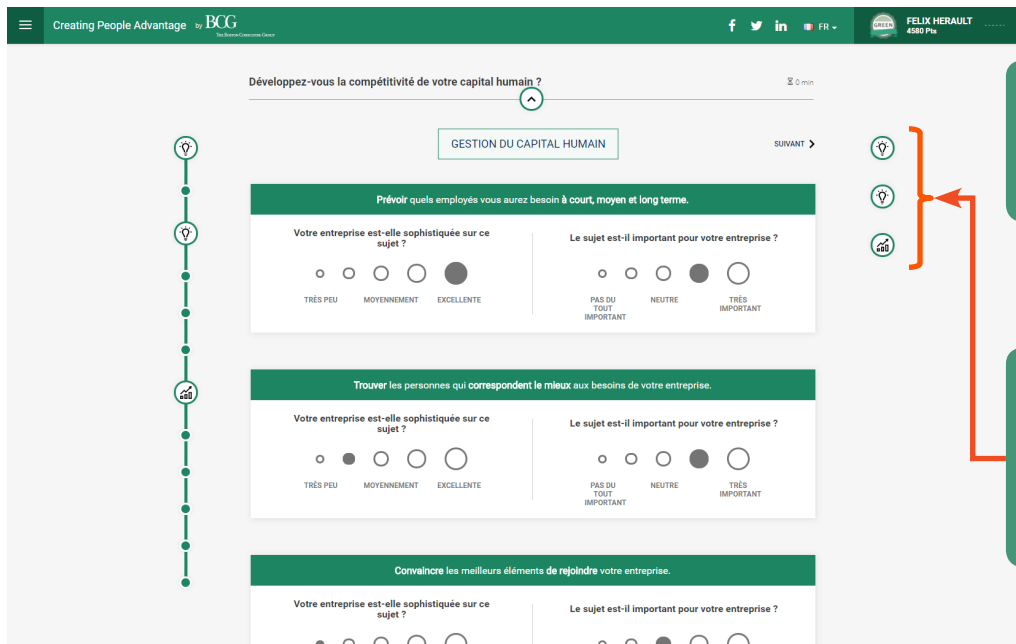 Creating People Advantage by BCG
THE BOSTON CONSULTING GROUP
FR
GREEN
FELIX HERAULT
4580 Pts
Développez-vous la compétitivité de votre capital humain ?
0 min
GESTION DU CAPITAL HUMAIN
SUIVANT
Prévoir quels employés vous aurez besoin à court, moyen et long terme.
Votre entreprise est-elle sophistiquée sur ce
sujet ?
TRÈS PEU MOYENNEMENT EXCELLENTE
Le sujet est-il important pour votre entreprise ?
PAS DU
TOUT
IMPORTANT
NEUTRE
TRÈS
IMPORTANT
Trouver les personnes qui correspondent le mieux aux besoins de votre entreprise.
Votre entreprise est-elle sophistiquée sur ce
sujet ?
TRÈS PEU MOYENNEMENT EXCELLENTE
Le sujet est-il important pour votre entreprise ?
PAS DU
TOUT
IMPORTANT
NEUTRE
TRÈS
IMPORTANT
Convaincre les meilleurs éléments de rejoindre votre entreprise.
Votre entreprise est-elle sophistiquée sur ce
sujet ?
Le sujet est-il important pour votre entreprise ?